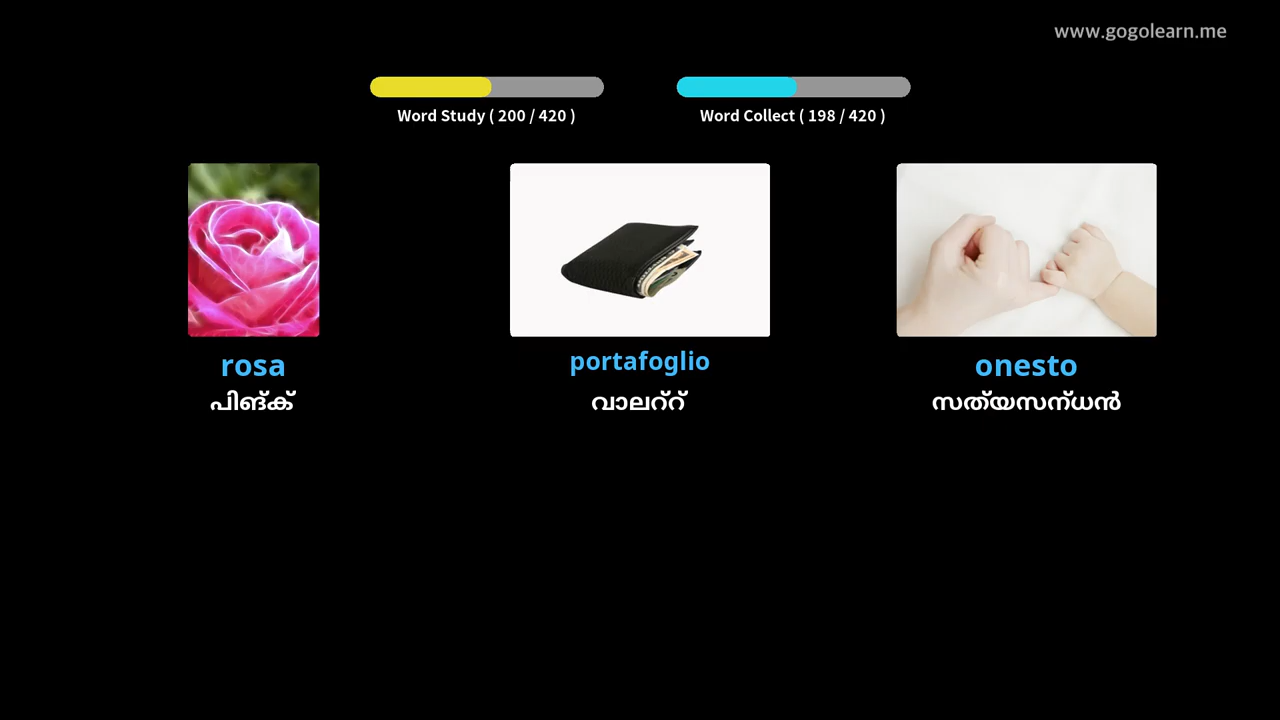 www.gogolearn.me
Word Study ( 200 / 420 )
Word Collect ( 198 / 420 )
rosa
പിങ്ക്
portafoglio
വാലറ്റ്
onesto
സത്യസന്ധൻ